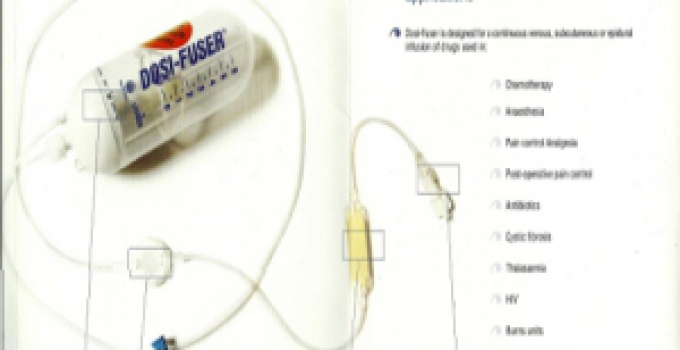 DOSI-FUSER®
Applications
Dosi-Fuser is designed for a continuous venous, subcutaneous or epidural
infusion of drugs used in:
Chemotherapy
Anaesthesia
Pain control Analgesia
Post-operative pain control
Antibiotics
Cystic fibrosis
Thalassemia
HIV
Burns units